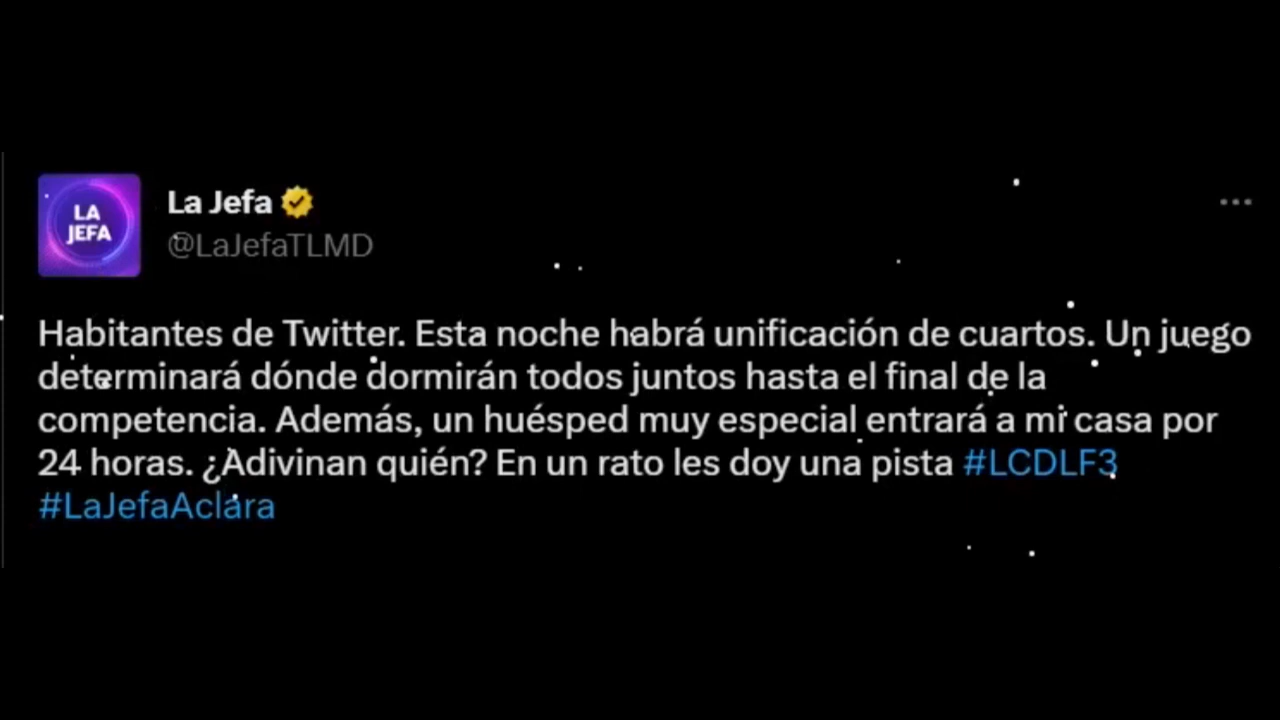 LA
JEFA
La Jefa
@LaJefaTLMD
Habitantes de Twitter. Esta noche habrá unificación de cuartos. Un juego
determinará dónde dormirán todos juntos hasta el final de la
competencia. Además, un huésped muy especial entrará a mi casa por
24 horas. ¿Adivinan quién? En un rato les doy una pista #LCDLF3
#LaJefaAclara